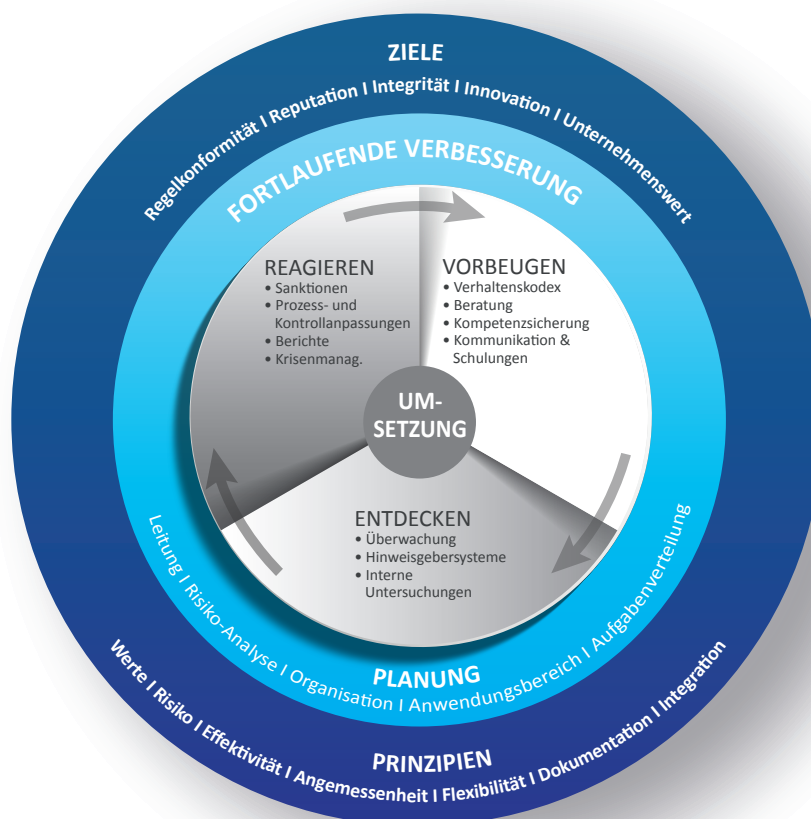 ZIELE
Regelkonformität I Reputation I Integrität I Innovation I Unternehmenswert
FORTLAUFENDE VERBESSERUNG
REAGIEREN
• Sanktionen
• Prozess- und
Kontrollanpassungen
• Berichte
• Krisenmanag.
VORBEUGEN
• Verhaltenskodex
• Beratung
• Kompetenzsicherung
• Kommunikation &
Schulungen
UM-
SETZUNG
ENTDECKEN
• Überwachung
• Hinweisgebersysteme
• Interne
Untersuchungen
PLANUNG
Leitung I Risiko-Analyse I Organisation I Anwendungsbereich I Aufgabenverteilung
PRINZIPIEN
Werte I Risiko I Effektivität I Angemessenheit I Flexibilität I Dokumentation I Integration